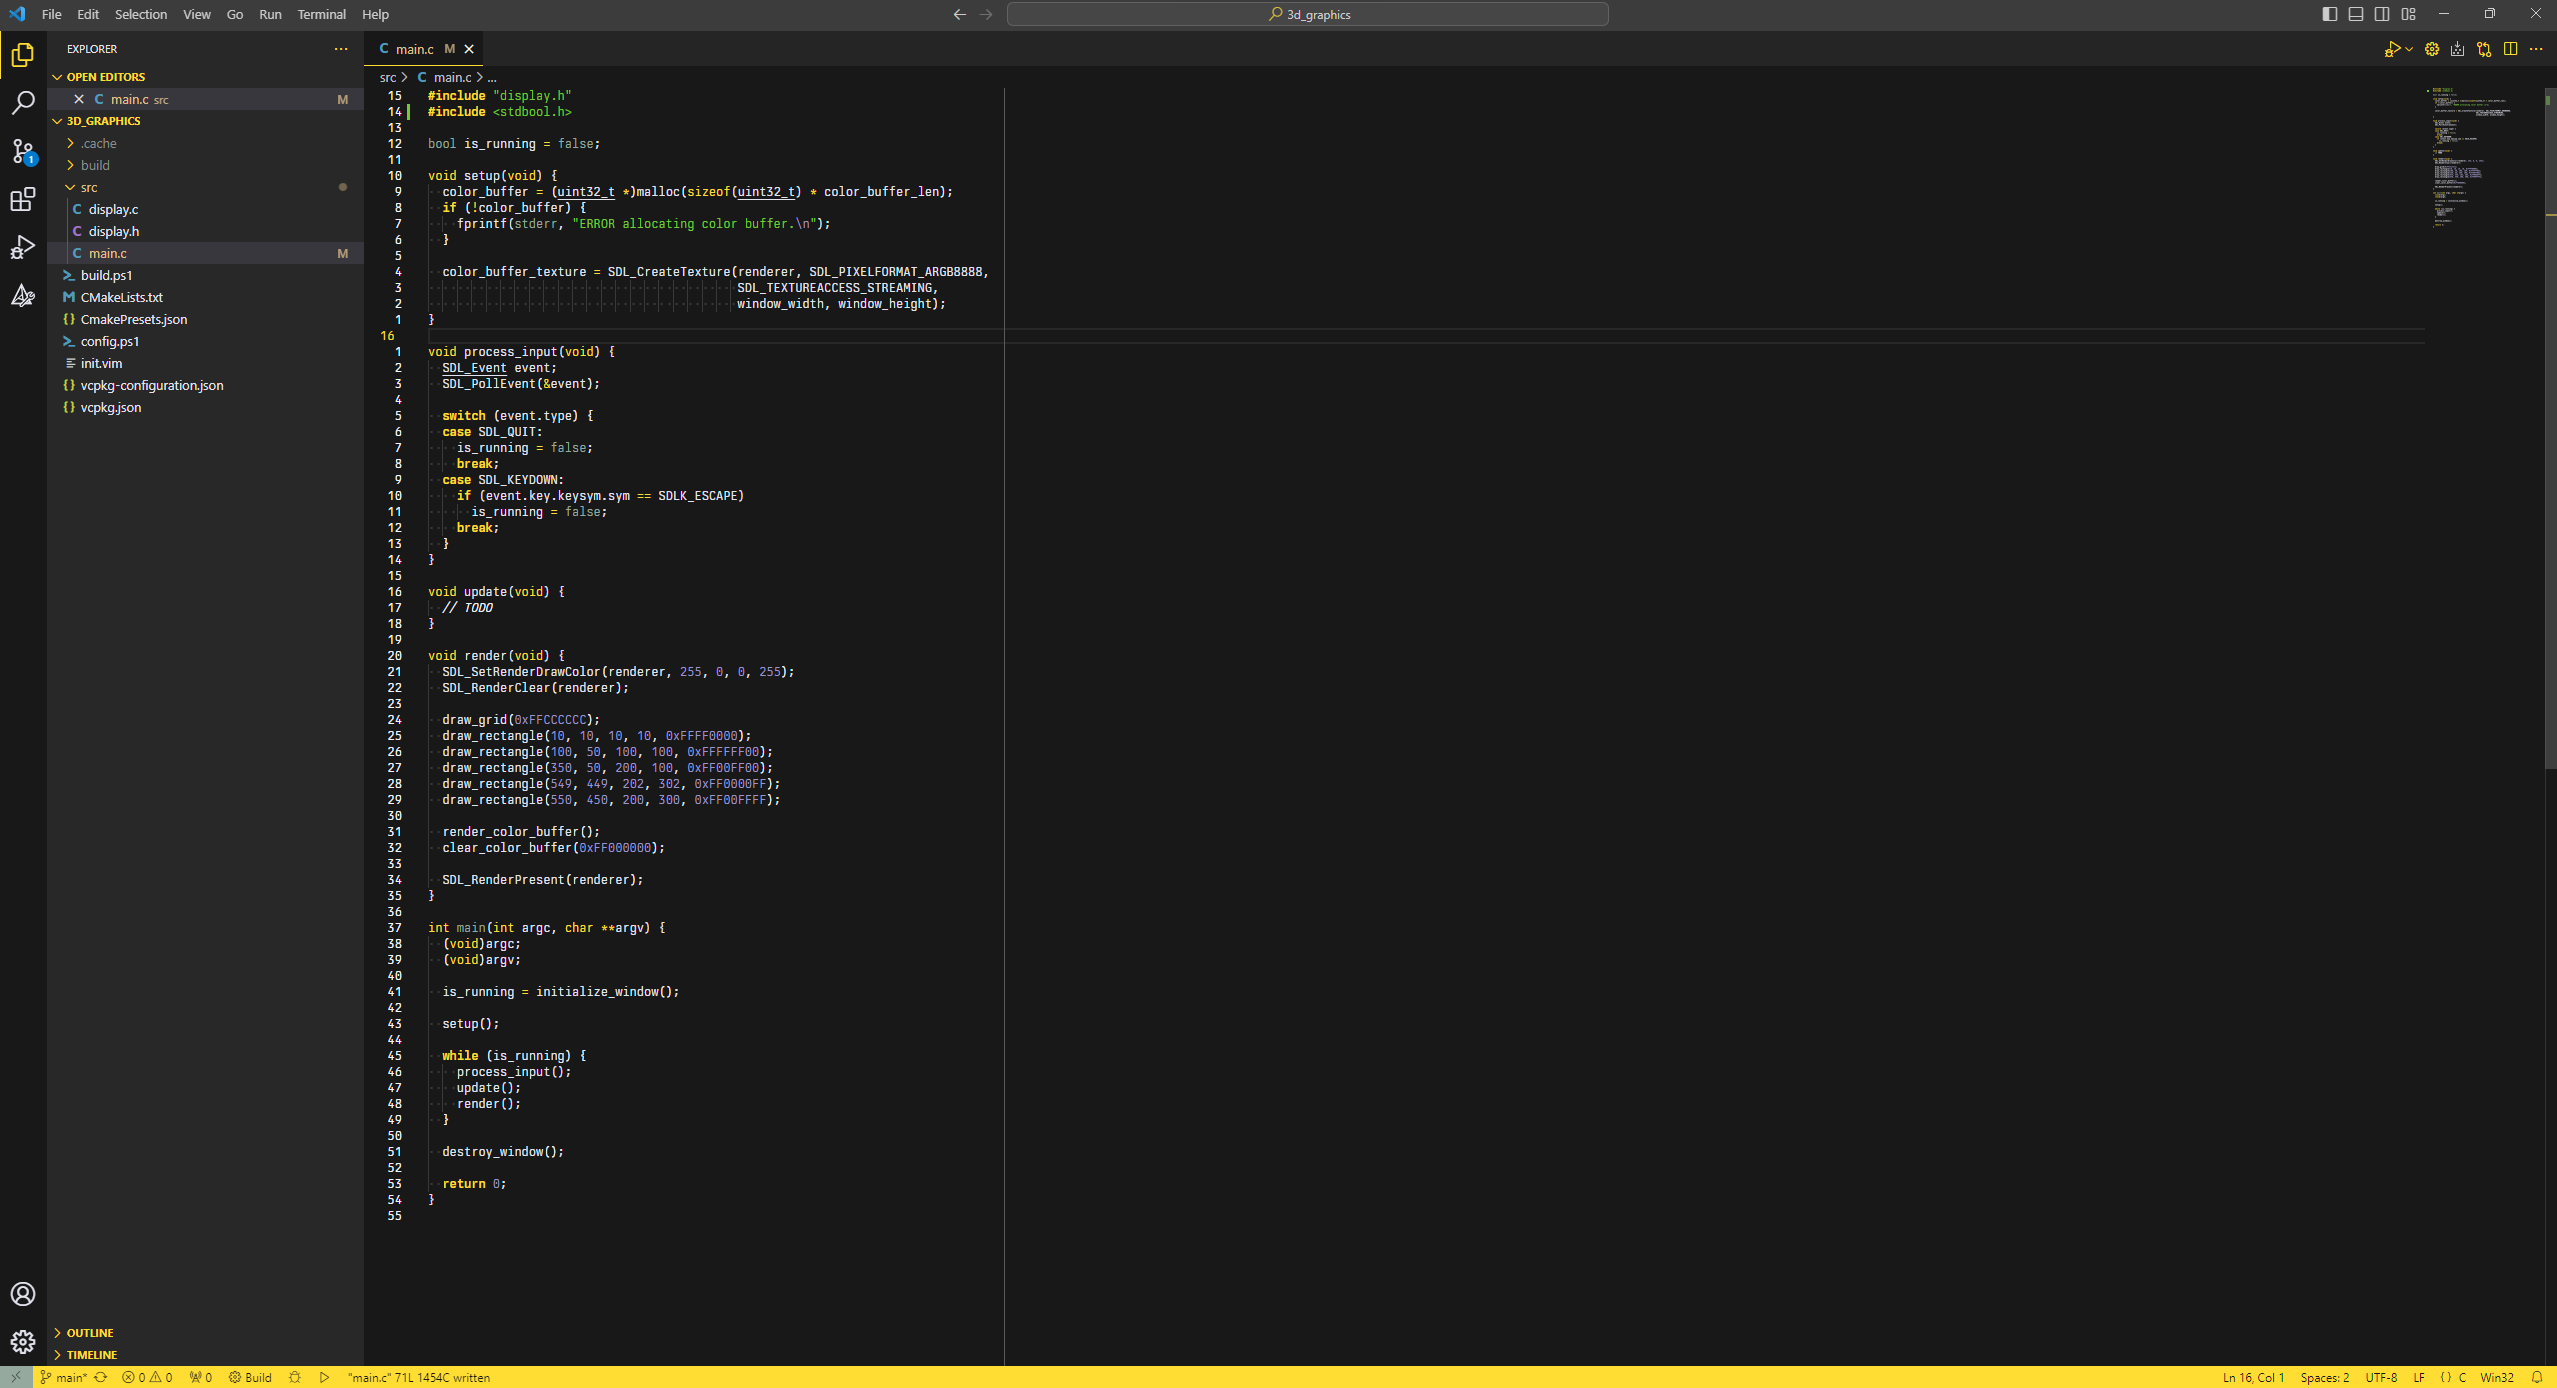 File Edit Selection View Go Run Terminal Help
3d_graphics
EXPLORER
OPEN EDITORS
main.c src M
3D_GRAPHICS
.cache
build
src
display.c
display.h
main.c M
build.ps1
CMakeLists.txt
CmakePresets.json
config.ps1
init.vim
vcpkg-configuration.json
vcpkg.json
OUTLINE
TIMELINE
main.c M
src > C main.c > ...
15 #include "display.h"
14 #include <stdbool.h>
13
12 bool is_running = false;
11
10 void setup(void) {
9 color_buffer = (uint32_t *)malloc(sizeof(uint32_t) * color_buffer_len);
8 if (!color_buffer) {
7 fprintf(stderr, "ERROR allocating color buffer.\n");
6 }
5
4 color_buffer_texture = SDL_CreateTexture(renderer, SDL_PIXELFORMAT_ARGB8888,
3 SDL_TEXTUREACCESS_STREAMING,
2 window_width, window_height);
1 }
16
1 void process_input(void) {
2 SDL_Event event;
3 SDL_PollEvent(&event);
4
5 switch (event.type) {
6 case SDL_QUIT:
7 is_running = false;
8 break;
9 case SDL_KEYDOWN:
10 if (event.key.keysym.sym == SDLK_ESCAPE)
11 is_running = false;
12 break;
13 }
14 }
15
16 void update(void) {
17 // TODO
18 }
19
20 void render(void) {
21 SDL_SetRenderDrawColor(renderer, 255, 0, 0, 255);
22 SDL_RenderClear(renderer);
23
24 draw_grid(0xFFCCCCCC);
25 draw_rectangle(10, 10, 10, 10, 0xFFFF0000);
26 draw_rectangle(100, 50, 100, 100, 0xFFFFFF00);
27 draw_rectangle(350, 50, 200, 100, 0xFF00FF00);
28 draw_rectangle(549, 449, 202, 302, 0xFF0000FF);
29 draw_rectangle(550, 450, 200, 300, 0xFF00FFFF);
30
31 render_color_buffer();
32 clear_color_buffer(0xFF000000);
33
34 SDL_RenderPresent(renderer);
35 }
36
37 int main(int argc, char **argv) {
38 (void)argc;
39 (void)argv;
40
41 is_running = initialize_window();
42
43 setup();
44
45 while (is_running) {
46 process_input();
47 update();
48 render();
49 }
50
51 destroy_window();
52
53 return 0;
54 }
55
main* 0 0 0 Build "main.c" 71L 1454C written
Ln 16, Col 1 Spaces: 2 UTF-8 LF {} C Win32